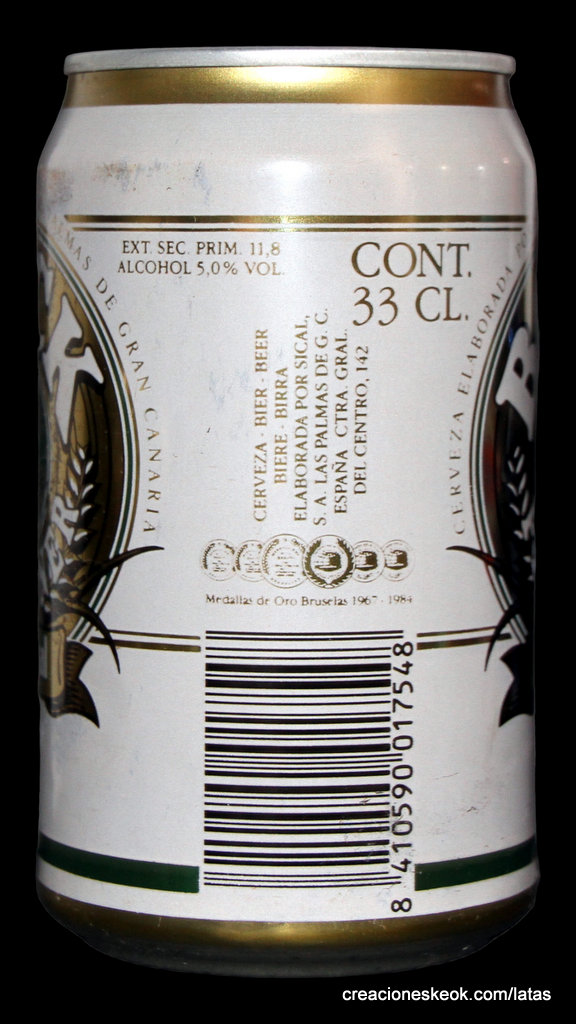 EXT. SEC. PRIM. 11,8
ALCOHOL 5,0% VOL.
CONT.
33 CL.
MAS DE GRAN CANARIA
CERVEZA ELABORADA
CERVEZA - BIER - BEER
BIERE - BIRRA
ELABORADA POR SICAL,
S. A. LAS PALMAS DE G. C.
ESPAÑA CTRA. GRAL.
DEL CENTRO, 142
Medallas de Oro Bruselas 1967 - 1984
8 410590 017548
creacioneskeok.com/latas